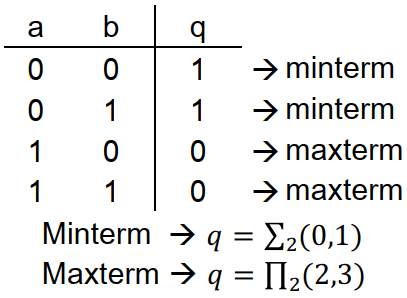 a b q
0 0 1 → minterm
0 1 1 → minterm
1 0 0 → maxterm
1 1 0 → maxterm
Minterm → q = ∑₂(0,1)
Maxterm → q = ∏₂(2,3)